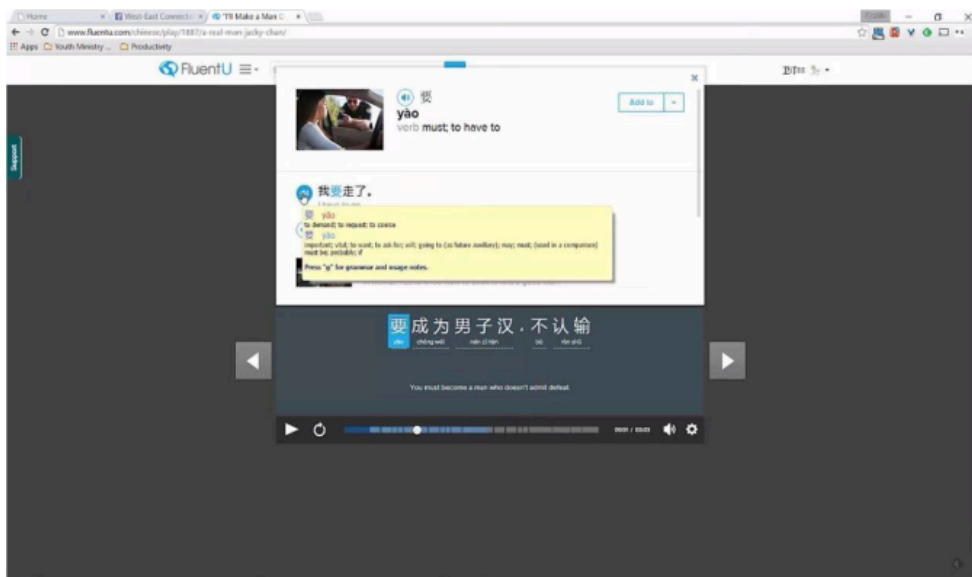 Home
West-East Connectio
"I'll Make a Man O
www.fluentu.com/chinese/play/1887/a-real-man-jacky-chan/
Apps
Youth Ministry ...
Productivity
FluentU
Support
要
yào
Add to
verb must; to have to
我要走了。
I have to go.
要 yāo
to demand; to request; to coerce
要 yào
important; vital; to want; to ask for; will; going to (as future auxiliary); may; must; (used in a comparison)
must be; probably; if
Press "g" for grammar and usage notes.
要成为男子汉,不认输
yào chéng wéi nán zǐ hàn bù rèn shū
You must become a man who doesn't admit defeat.